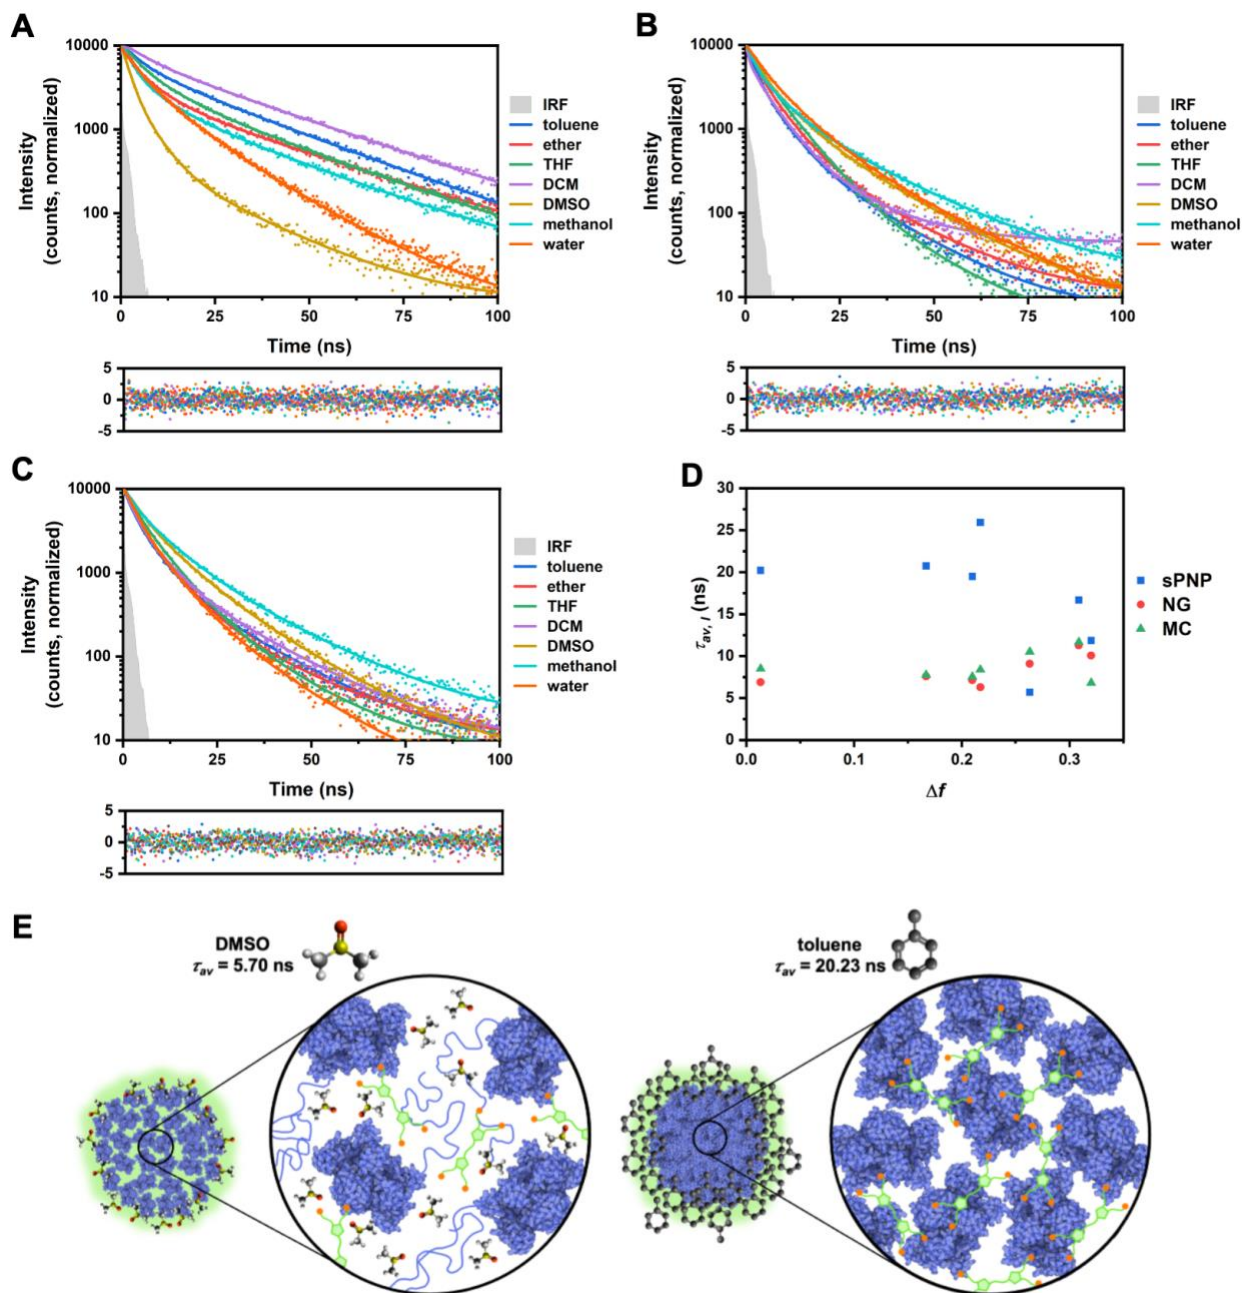 A
10000
1000
100
10
Intensity
(counts, normalized)
0 25 50 75 100
Time (ns)
IRF
toluene
ether
THF
DCM
DMSO
methanol
water
5
0
-5
B
10000
1000
100
10
Intensity
(counts, normalized)
0 25 50 75 100
Time (ns)
IRF
toluene
ether
THF
DCM
DMSO
methanol
water
5
0
-5
C
10000
1000
100
10
Intensity
(counts, normalized)
0 25 50 75 100
Time (ns)
IRF
toluene
ether
THF
DCM
DMSO
methanol
water
5
0
-5
D
30
25
20
15
10
5
0
τav, I (ns)
0.0 0.1 0.2 0.3
Δf
sPNP
NG
MC
E
DMSO
τav = 5.70 ns
toluene
τav = 20.23 ns